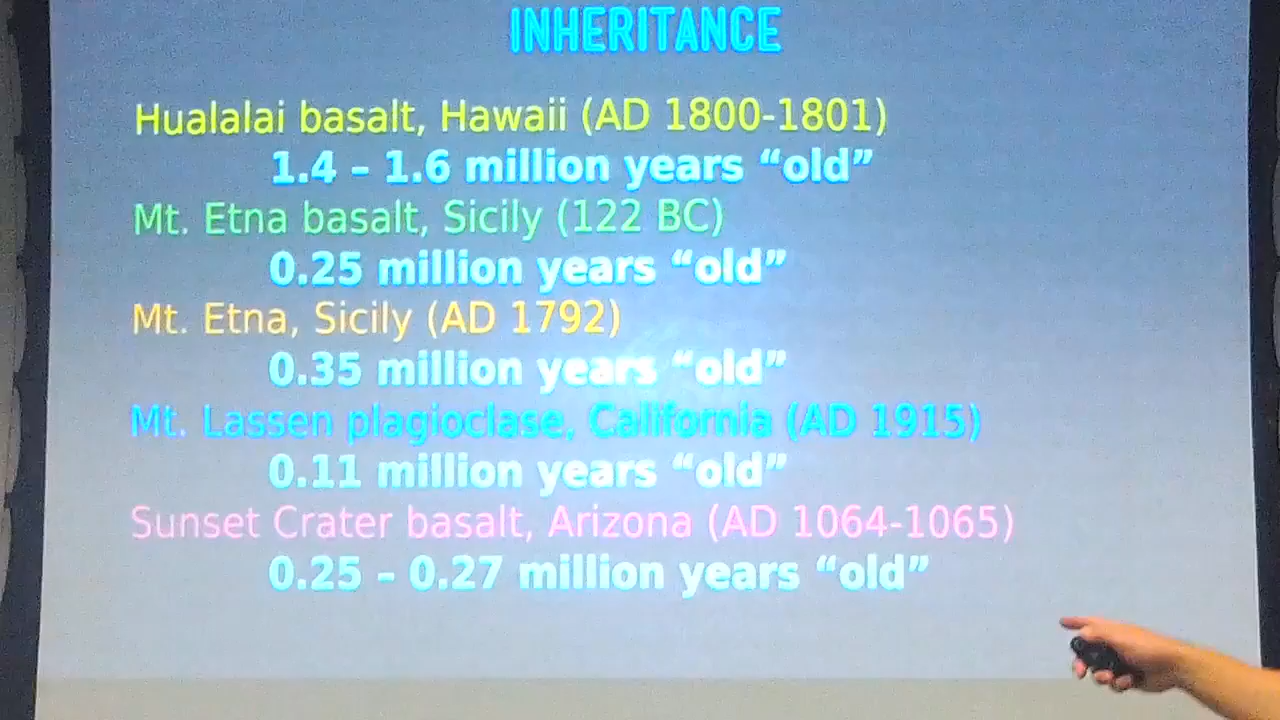 INHERITANCE
Hualalai basalt, Hawaii (AD 1800-1801)
1.4 – 1.6 million years “old”
Mt. Etna basalt, Sicily (122 BC)
0.25 million years “old”
Mt. Etna, Sicily (AD 1792)
0.35 million years “old”
Mt. Lassen plagioclase, California (AD 1915)
0.11 million years “old”
Sunset Crater basalt, Arizona (AD 1064-1065)
0.25 – 0.27 million years “old”